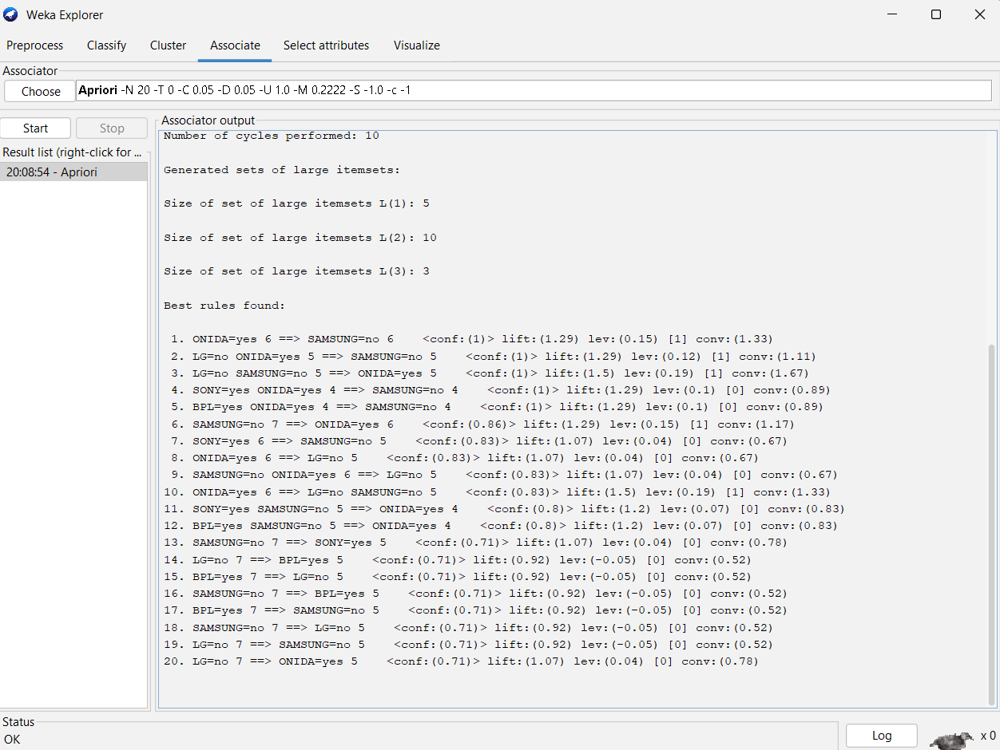 Weka Explorer
Preprocess Classify Cluster Associate Select attributes Visualize
Associator
Choose Apriori -N 20 -T 0 -C 0.05 -D 0.05 -U 1.0 -M 0.2222 -S -1.0 -c -1
Start Stop
Result list (right-click for ...
20:08:54 - Apriori
Associator output
Number of cycles performed: 10
Generated sets of large itemsets:
Size of set of large itemsets L(1): 5
Size of set of large itemsets L(2): 10
Size of set of large itemsets L(3): 3
Best rules found:
1. ONIDA=yes 6 ==> SAMSUNG=no 6 <conf:(1)> lift:(1.29) lev:(0.15) [1] conv:(1.33)
2. LG=no ONIDA=yes 5 ==> SAMSUNG=no 5 <conf:(1)> lift:(1.29) lev:(0.12) [1] conv:(1.11)
3. LG=no SAMSUNG=no 5 ==> ONIDA=yes 5 <conf:(1)> lift:(1.5) lev:(0.19) [1] conv:(1.67)
4. SONY=yes ONIDA=yes 4 ==> SAMSUNG=no 4 <conf:(1)> lift:(1.29) lev:(0.1) [0] conv:(0.89)
5. BPL=yes ONIDA=yes 4 ==> SAMSUNG=no 4 <conf:(1)> lift:(1.29) lev:(0.1) [0] conv:(0.89)
6. SAMSUNG=no 7 ==> ONIDA=yes 6 <conf:(0.86)> lift:(1.29) lev:(0.15) [1] conv:(1.17)
7. SONY=yes 6 ==> SAMSUNG=no 5 <conf:(0.83)> lift:(1.07) lev:(0.04) [0] conv:(0.67)
8. ONIDA=yes 6 ==> LG=no 5 <conf:(0.83)> lift:(1.07) lev:(0.04) [0] conv:(0.67)
9. SAMSUNG=no ONIDA=yes 6 ==> LG=no 5 <conf:(0.83)> lift:(1.07) lev:(0.04) [0] conv:(0.67)
10. ONIDA=yes 6 ==> LG=no SAMSUNG=no 5 <conf:(0.83)> lift:(1.5) lev:(0.19) [1] conv:(1.33)
11. SONY=yes SAMSUNG=no 5 ==> ONIDA=yes 4 <conf:(0.8)> lift:(1.2) lev:(0.07) [0] conv:(0.83)
12. BPL=yes SAMSUNG=no 5 ==> ONIDA=yes 4 <conf:(0.8)> lift:(1.2) lev:(0.07) [0] conv:(0.83)
13. SAMSUNG=no 7 ==> SONY=yes 5 <conf:(0.71)> lift:(1.07) lev:(0.04) [0] conv:(0.78)
14. LG=no 7 ==> BPL=yes 5 <conf:(0.71)> lift:(0.92) lev:(-0.05) [0] conv:(0.52)
15. BPL=yes 7 ==> LG=no 5 <conf:(0.71)> lift:(0.92) lev:(-0.05) [0] conv:(0.52)
16. SAMSUNG=no 7 ==> BPL=yes 5 <conf:(0.71)> lift:(0.92) lev:(-0.05) [0] conv:(0.52)
17. BPL=yes 7 ==> SAMSUNG=no 5 <conf:(0.71)> lift:(0.92) lev:(-0.05) [0] conv:(0.52)
18. SAMSUNG=no 7 ==> LG=no 5 <conf:(0.71)> lift:(0.92) lev:(-0.05) [0] conv:(0.52)
19. LG=no 7 ==> SAMSUNG=no 5 <conf:(0.71)> lift:(0.92) lev:(-0.05) [0] conv:(0.52)
20. LG=no 7 ==> ONIDA=yes 5 <conf:(0.71)> lift:(1.07) lev:(0.04) [0] conv:(0.78)
Status
OK
Log
x 0